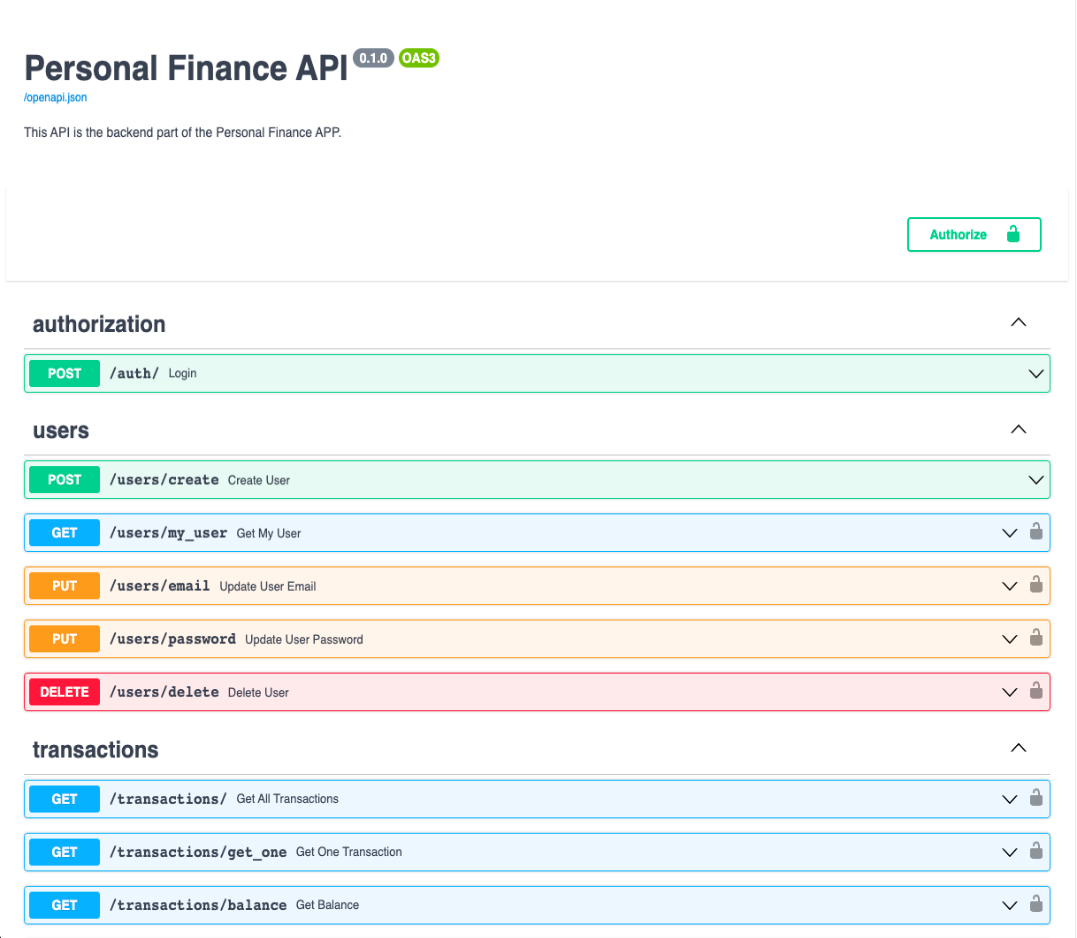 Personal Finance API 0.1.0 OAS3
/openapi.json
This API is the backend part of the Personal Finance APP.
Authorize
authorization
POST /auth/ Login
users
POST /users/create Create User
GET /users/my_user Get My User
PUT /users/email Update User Email
PUT /users/password Update User Password
DELETE /users/delete Delete User
transactions
GET /transactions/ Get All Transactions
GET /transactions/get_one Get One Transaction
GET /transactions/balance Get Balance